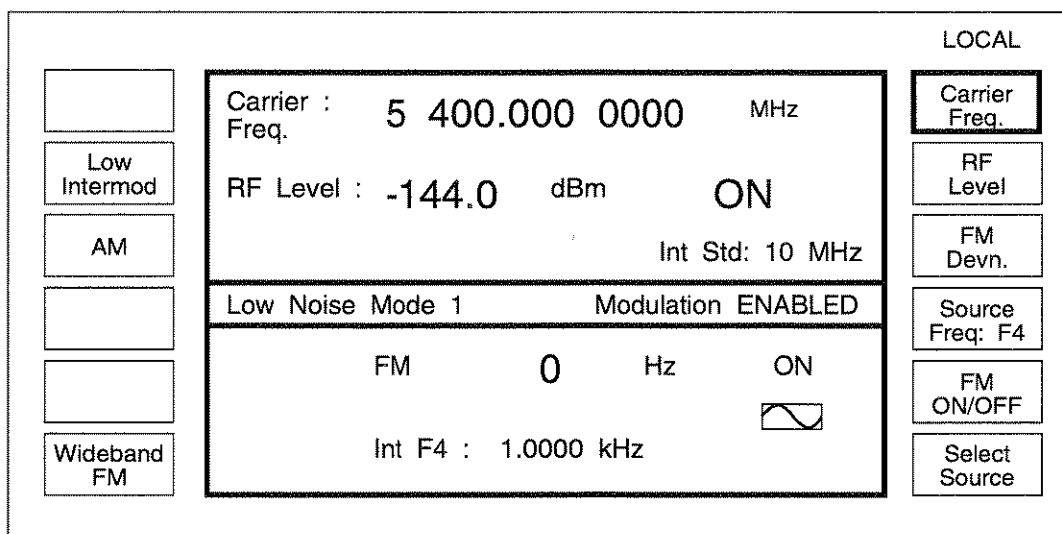 LOCAL
Low
Intermod
AM
Wideband
FM
Carrier :
Freq.
5 400.000 0000 MHz
RF Level : -144.0 dBm ON
Int Std: 10 MHz
Low Noise Mode 1 Modulation ENABLED
FM 0 Hz ON
Int F4 : 1.0000 kHz
Carrier
Freq.
RF
Level
FM
Devn.
Source
Freq: F4
FM
ON/OFF
Select
Source